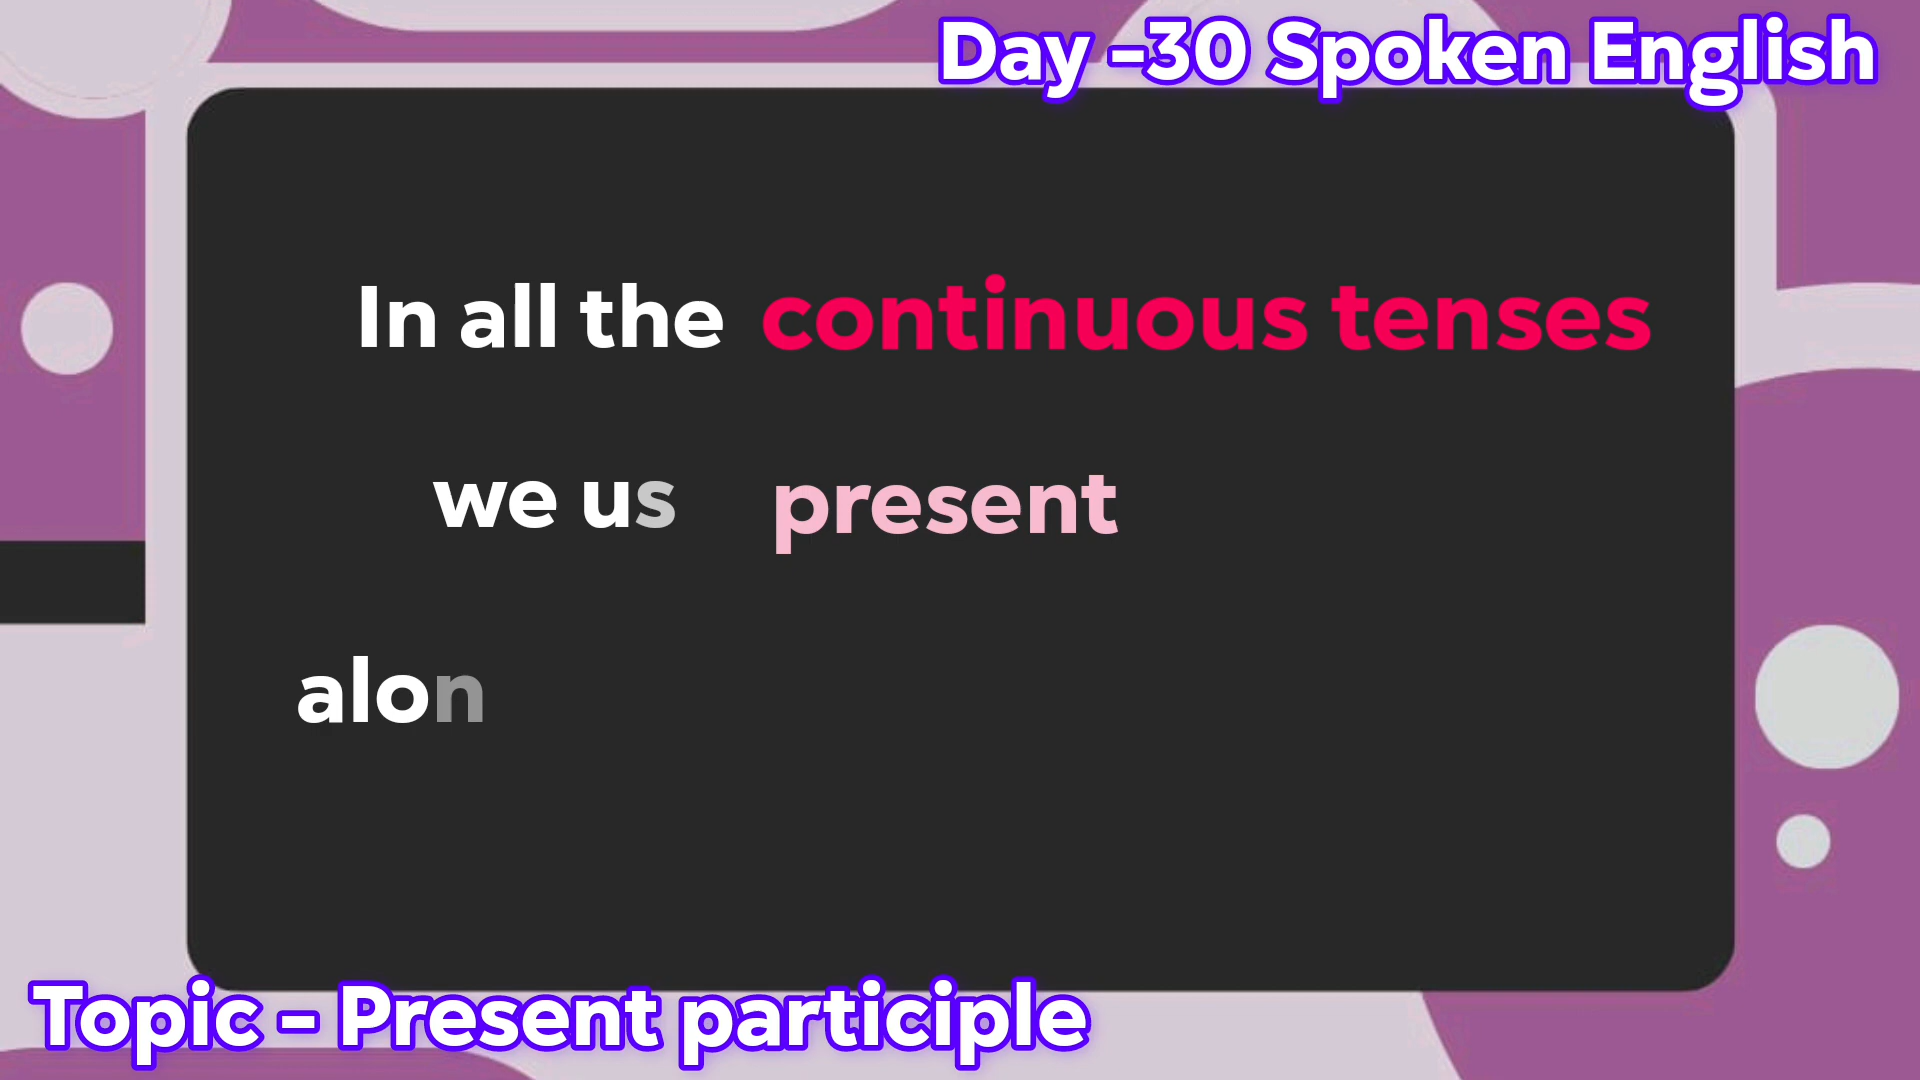 Day -30 Spoken English
In all the continuous tenses
we us present
alon
Topic - Present participle